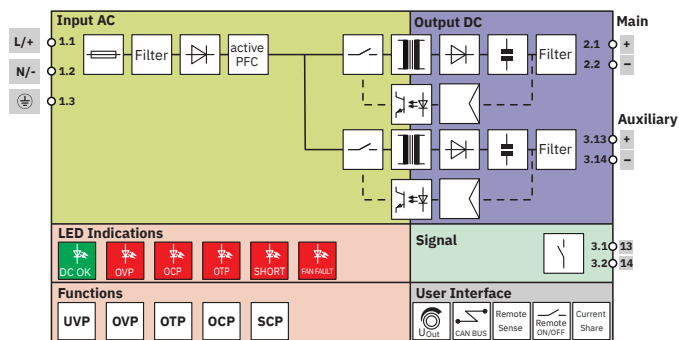 Input AC
Output DC
Main
L/+
1.1
Filter
active
PFC
Filter
2.1
+
N/-
1.2
2.2
−
1.3
Auxiliary
Filter
3.13
+
3.14
−
LED Indications
DC OK
OVP
OCP
OTP
SHORT
FAN FAULT
Signal
3.1
13
3.2
14
Functions
UVP
OVP
OTP
OCP
SCP
User Interface
UOut
CAN BUS
Remote
Sense
Remote
ON/OFF
Current
Share